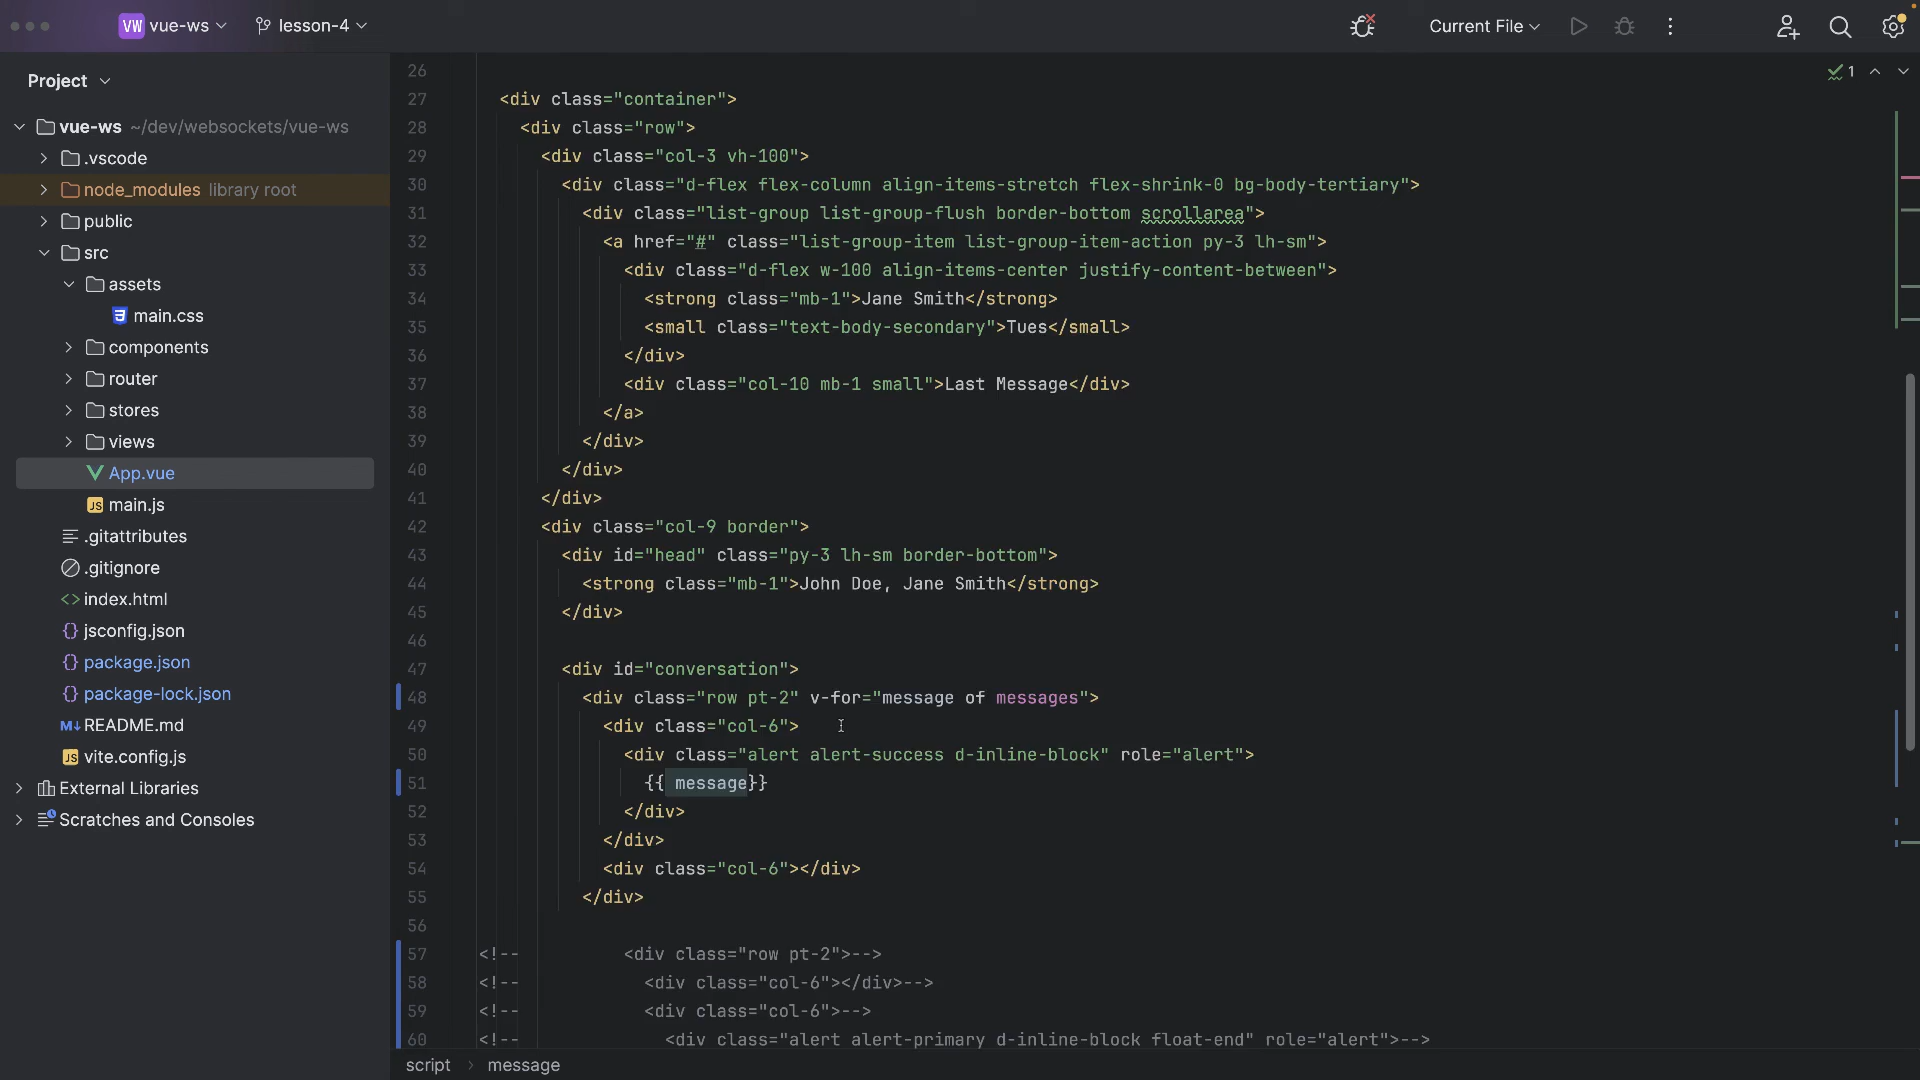 VW vue-ws lesson-4 Current File
Project
vue-ws ~/dev/websockets/vue-ws
.vscode
node_modules library root
public
src
assets
main.css
components
router
stores
views
App.vue
JS main.js
.gitattributes
.gitignore
<> index.html
{} jsconfig.json
{} package.json
{} package-lock.json
M↓ README.md
JS vite.config.js
External Libraries
Scratches and Consoles
1
26
27 <div class="container">
28 <div class="row">
29 <div class="col-3 vh-100">
30 <div class="d-flex flex-column align-items-stretch flex-shrink-0 bg-body-tertiary">
31 <div class="list-group list-group-flush border-bottom scrollarea">
32 <a href="#" class="list-group-item list-group-item-action py-3 lh-sm">
33 <div class="d-flex w-100 align-items-center justify-content-between">
34 <strong class="mb-1">Jane Smith</strong>
35 <small class="text-body-secondary">Tues</small>
36 </div>
37 <div class="col-10 mb-1 small">Last Message</div>
38 </a>
39 </div>
40 </div>
41 </div>
42 <div class="col-9 border">
43 <div id="head" class="py-3 lh-sm border-bottom">
44 <strong class="mb-1">John Doe, Jane Smith</strong>
45 </div>
46
47 <div id="conversation">
48 <div class="row pt-2" v-for="message of messages">
49 <div class="col-6">
50 <div class="alert alert-success d-inline-block" role="alert">
51 {{ message}}
52 </div>
53 </div>
54 <div class="col-6"></div>
55 </div>
56
57 <!-- <div class="row pt-2">-->
58 <!-- <div class="col-6"></div>-->
59 <!-- <div class="col-6">-->
60 <!-- <div class="alert alert-primary d-inline-block float-end" role="alert">-->
script > message